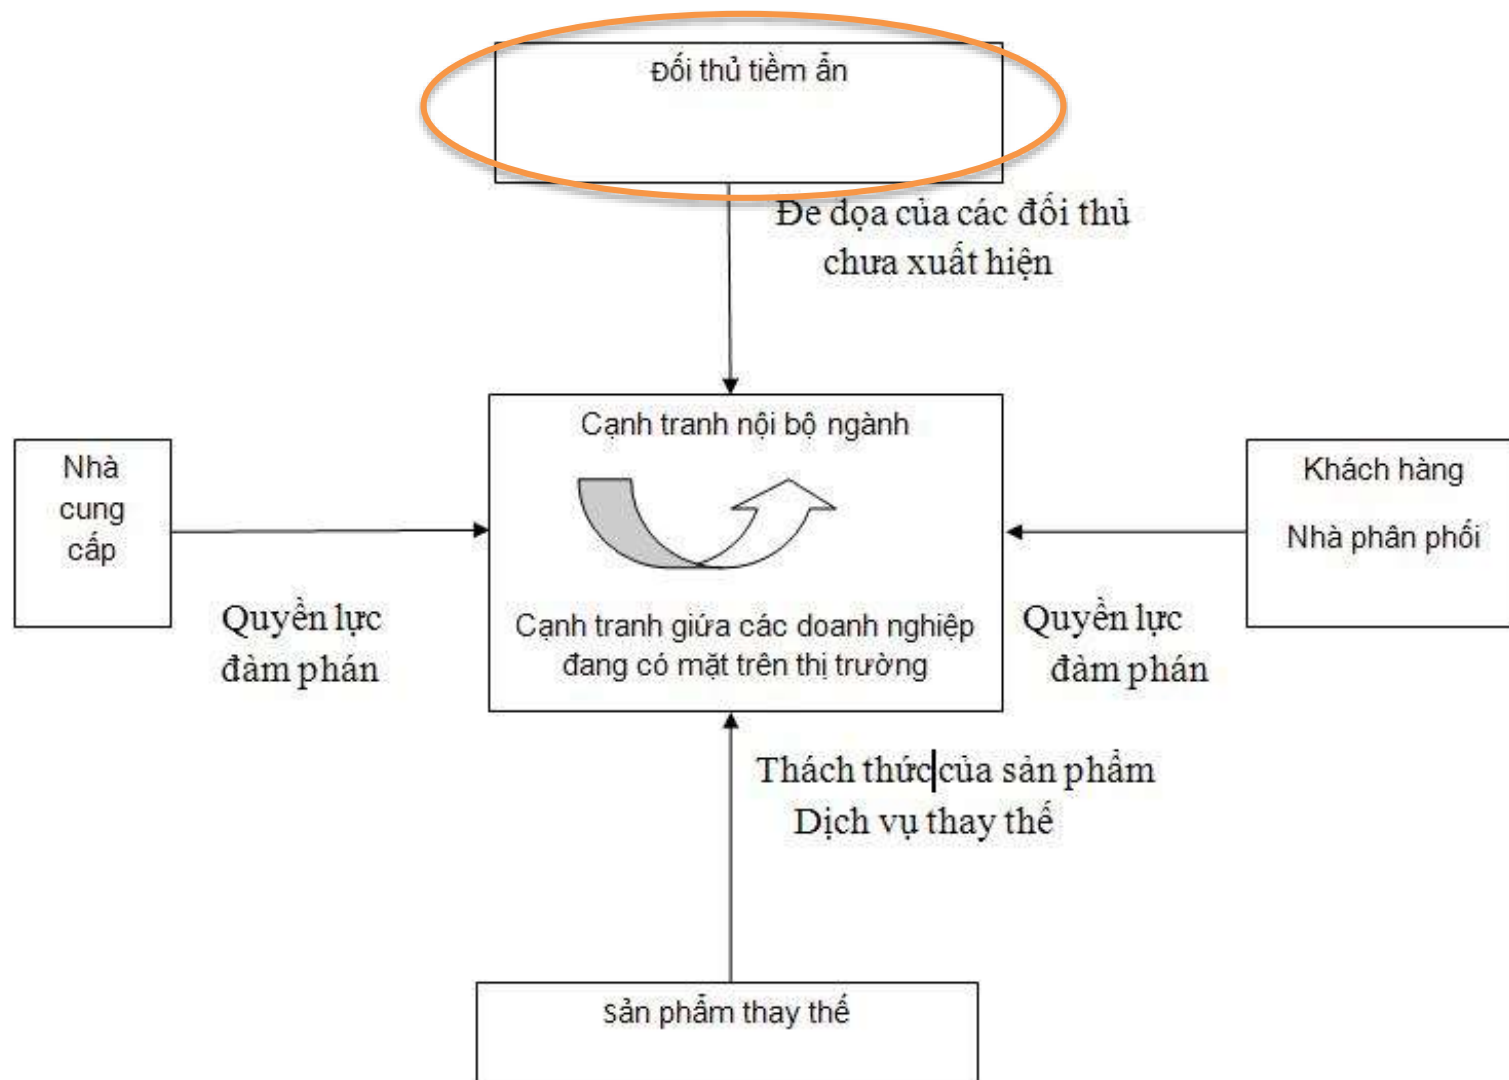 Đối thủ tiềm ẩn
Đe dọa của các đối thủ
chưa xuất hiện
Cạnh tranh nội bộ ngành
Nhà
cung
cấp
Khách hàng
Nhà phân phối
Quyền lực
đàm phán
Cạnh tranh giữa các doanh nghiệp
đang có mặt trên thị trường
Quyền lực
đàm phán
Thách thức của sản phẩm
Dịch vụ thay thế
Sản phẩm thay thế